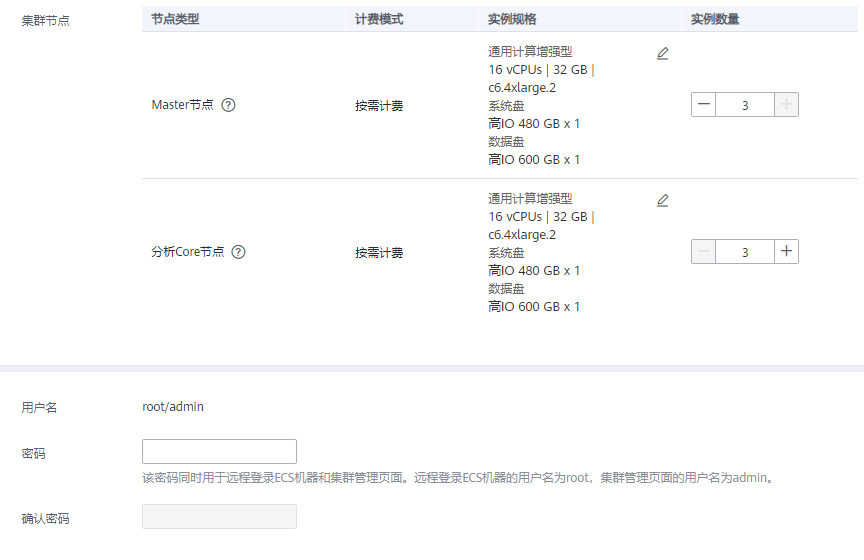 集群节点
节点类型 计费模式 实例规格 实例数量
Master节点 ? 按需计费
通用计算增强型
16 vCPUs | 32 GB |
c6.4xlarge.2
系统盘
高IO 480 GB x 1
数据盘
高IO 600 GB x 1
3
分析Core节点 ? 按需计费
通用计算增强型
16 vCPUs | 32 GB |
c6.4xlarge.2
系统盘
高IO 480 GB x 1
数据盘
高IO 600 GB x 1
3
用户名 root/admin
密码
该密码同时用于远程登录ECS机器和集群管理页面。远程登录ECS机器的用户名为root，集群管理页面的用户名为admin。
确认密码